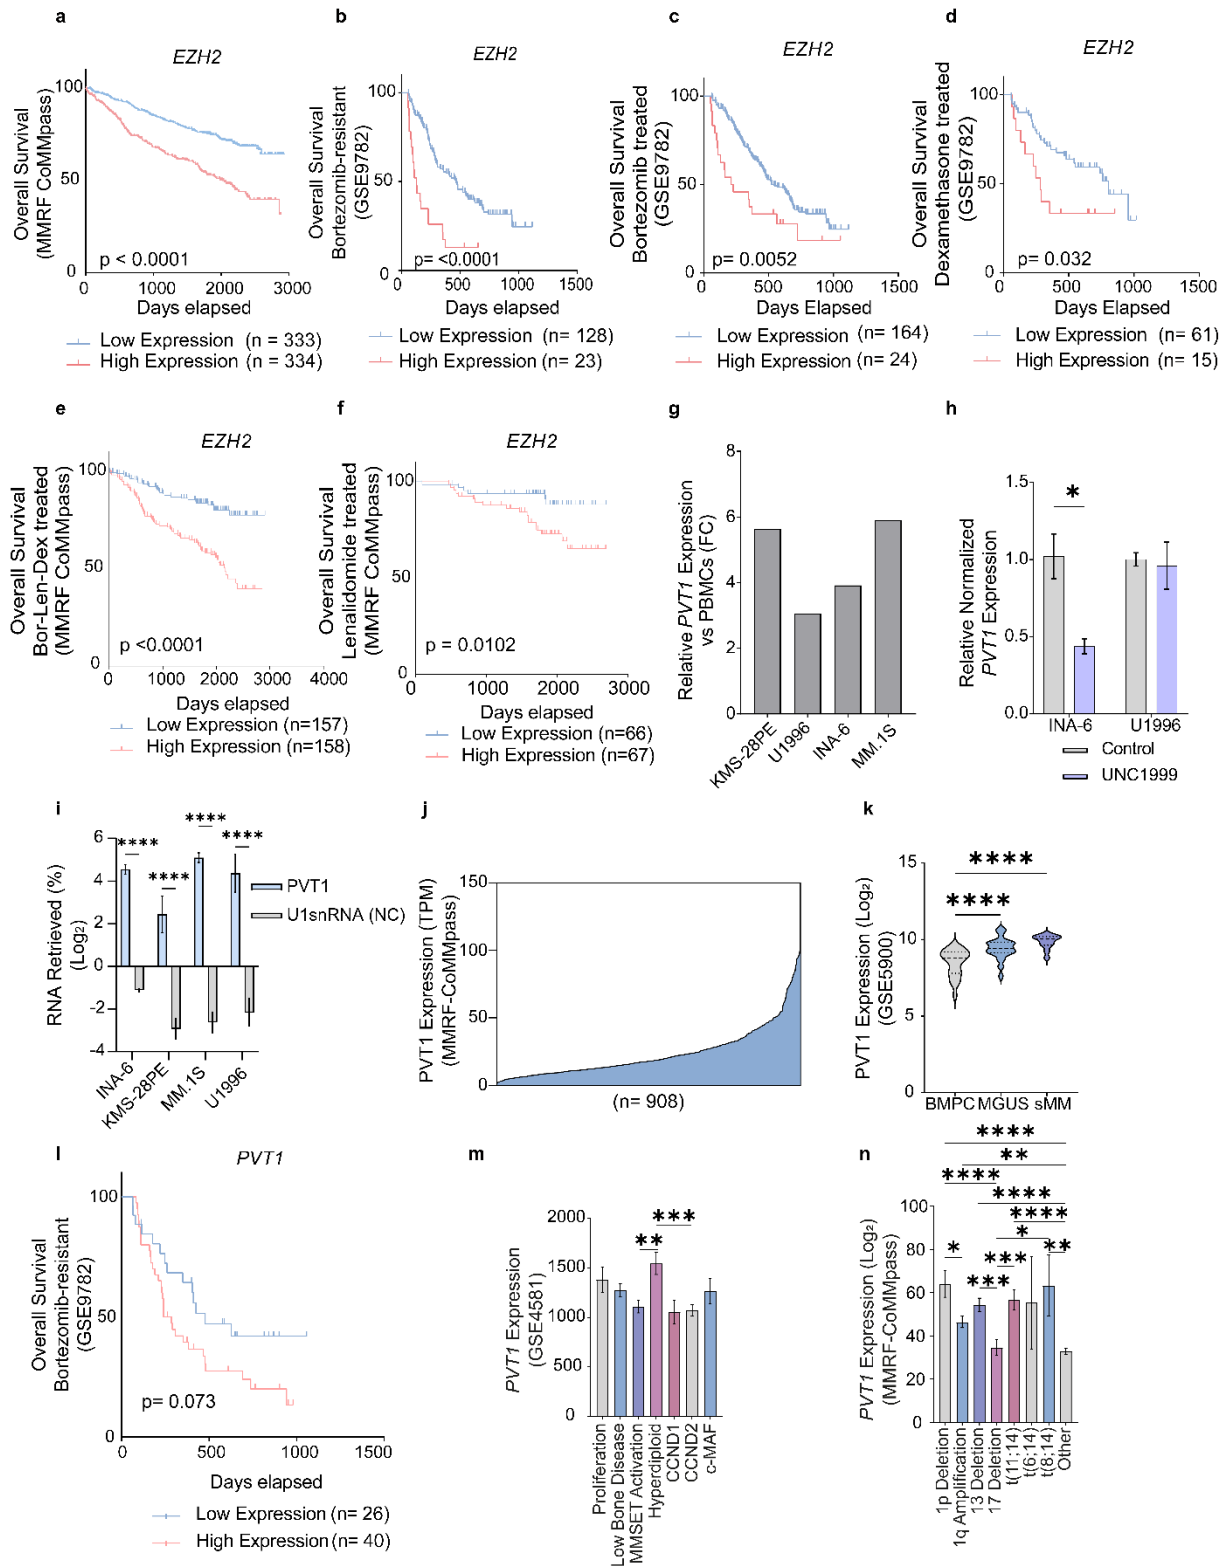 a
EZH2
Overall Survival
(MMRF CoMMpass)
100
50
0
p < 0.0001
0 1000 2000 3000
Days elapsed
Low Expression (n = 333)
High Expression (n = 334)
b
EZH2
Overall Survival
Bortezomib-resistant
(GSE9782)
100
50
0
p= <0.0001
0 500 1000 1500
Days elapsed
Low Expression (n= 128)
High Expression (n= 23)
c
EZH2
Overall Survival
Bortezomib treated
(GSE9782)
100
50
0
p= 0.0052
0 500 1000 1500
Days elapsed
Low Expression (n= 164)
High Expression (n= 24)
d
EZH2
Overall Survival
Dexamethasone treated
(GSE9782)
100
50
0
p= 0.032
0 500 1000 1500
Days Elapsed
Low Expression (n= 61)
High Expression (n= 15)
e
EZH2
Overall Survival
Bor-Len-Dex treated
(MMRF CoMMpass)
100
50
0
p <0.0001
0 1000 2000 3000 4000
Days elapsed
Low Expression (n=157)
High Expression (n=158)
f
EZH2
Overall Survival
Lenalidomide treated
(MMRF CoMMpass)
100
50
0
p = 0.0102
0 1000 2000 3000
Days elapsed
Low Expression (n=66)
High Expression (n=67)
g
Relative PVT1 Expression
vs PBMCs (FC)
8
6
4
2
0
KMS-28PE
U1996
INA-6
MM.1S
h
Relative Normalized
PVT1 Expression
1.5
1.0
0.5
0.0
*
INA-6 U1996
Control
UNC1999
i
RNA Retrieved (%)
(Log₂)
6
4
2
0
-2
-4
**** **** **** ****
PVT1
U1snRNA (NC)
INA-6
KMS-28PE
MM.1S
U1996
j
PVT1 Expression (TPM)
(MMRF-CoMMpass)
150
100
50
0
(n= 908)
k
PVT1 Expression (Log₂)
(GSE5900)
15
10
5
0
****
****
BMPC MGUS sMM
l
PVT1
Overall Survival
Bortezomib-resistant
(GSE9782)
100
50
0
p= 0.073
0 500 1000 1500
Days elapsed
Low Expression (n= 26)
High Expression (n= 40)
m
PVT1 Expression
(GSE4581)
2000
1500
1000
500
0
***
**
Proliferation
Low Bone Disease
MMSET Activation
Hyperdiploid
CCND1
CCND2
c-MAF
n
PVT1 Expression (Log₂)
(MMRF-CoMMpass)
100
80
60
40
20
0
****
**
****
****
****
*
* *** **
***
1p Deletion
1q Amplification
13 Deletion
17 Deletion
t(11;14)
t(6;14)
t(8;14)
Other